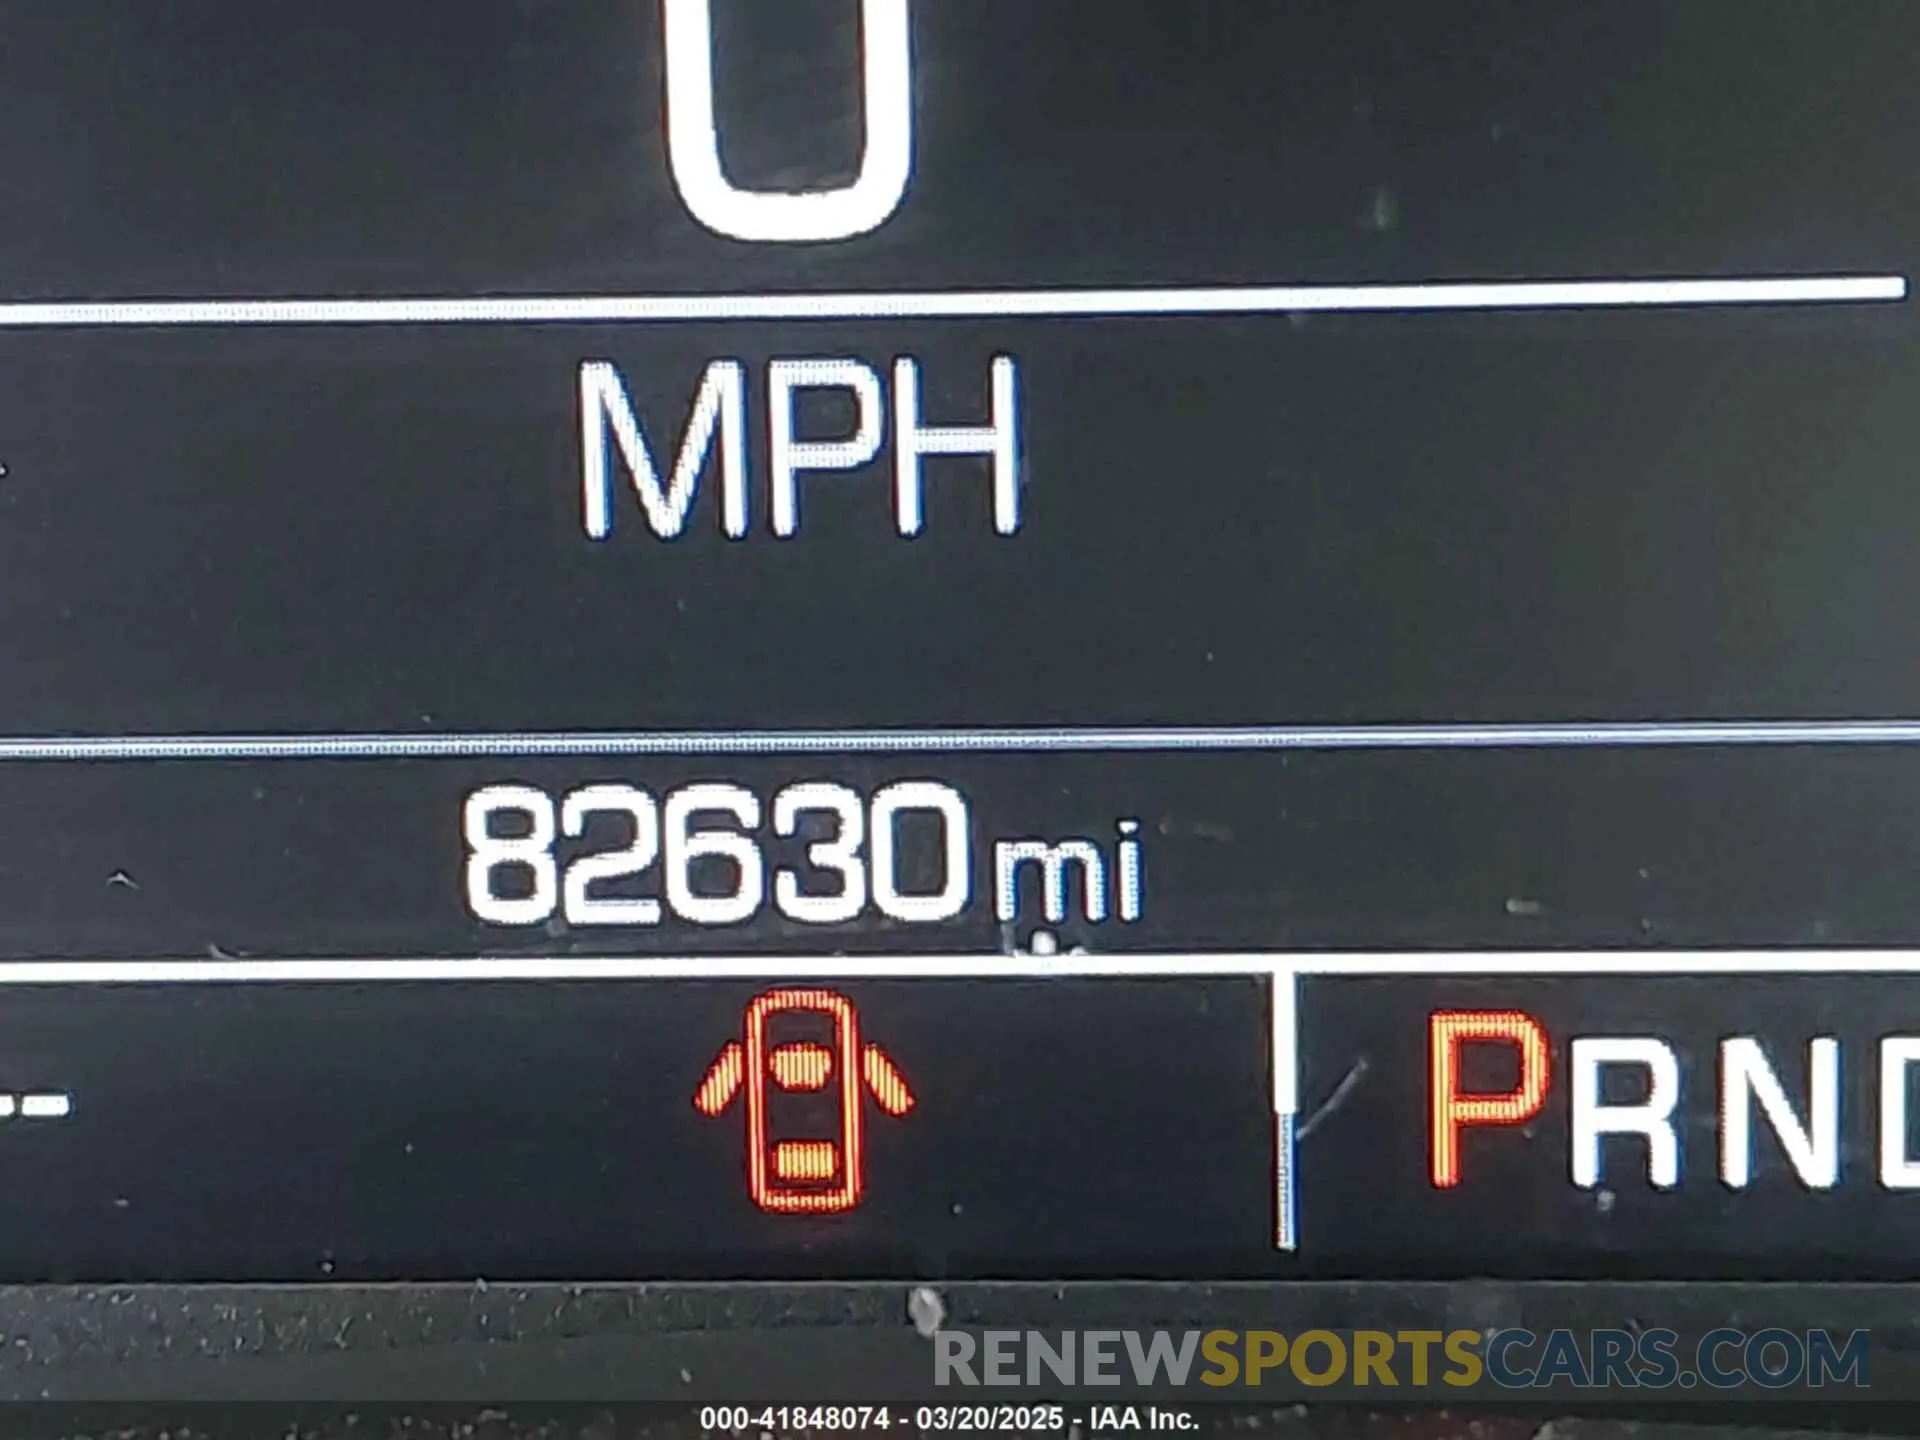 0
MPH
82630 mi
--
PRND
RENEWSPORTSCARS.COM
000-41848074 - 03/20/2025 - IAA Inc.